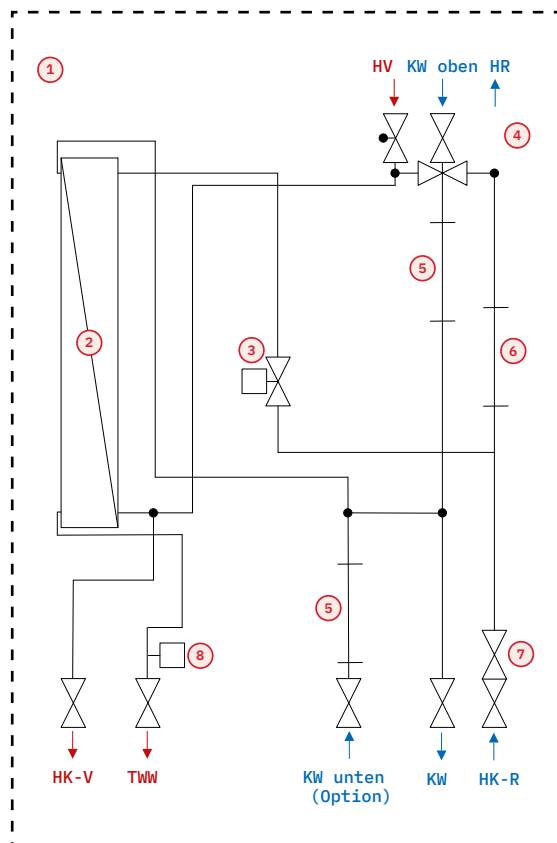 1
HV KW oben HR
4
5
2
3
6
5
7
8
HK-V
TWW
KW unten
(Option)
KW
HK-R